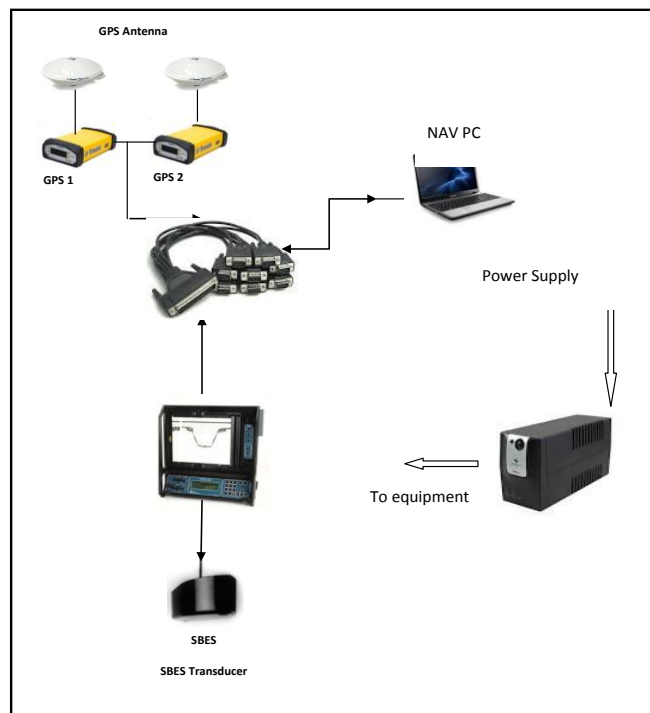 GPS Antenna
NAV PC
GPS 1
GPS 2
Power Supply
To equipment
SBES
SBES Transducer